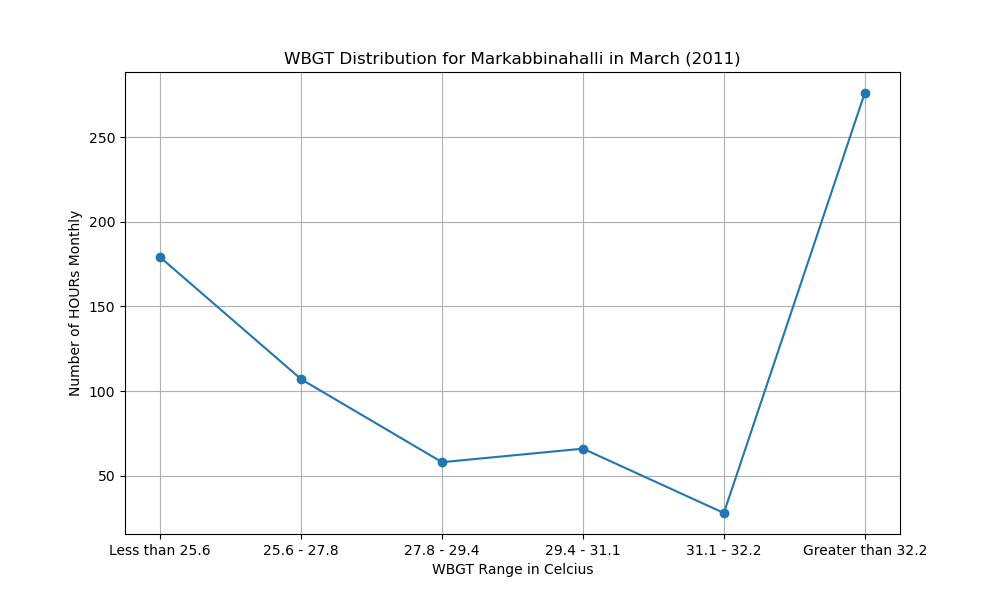 WBGT Distribution for Markabbinahalli in March (2011)
Number of HOURs Monthly
250
200
150
100
50
Less than 25.6
25.6 - 27.8
27.8 - 29.4
29.4 - 31.1
31.1 - 32.2
Greater than 32.2
WBGT Range in Celcius